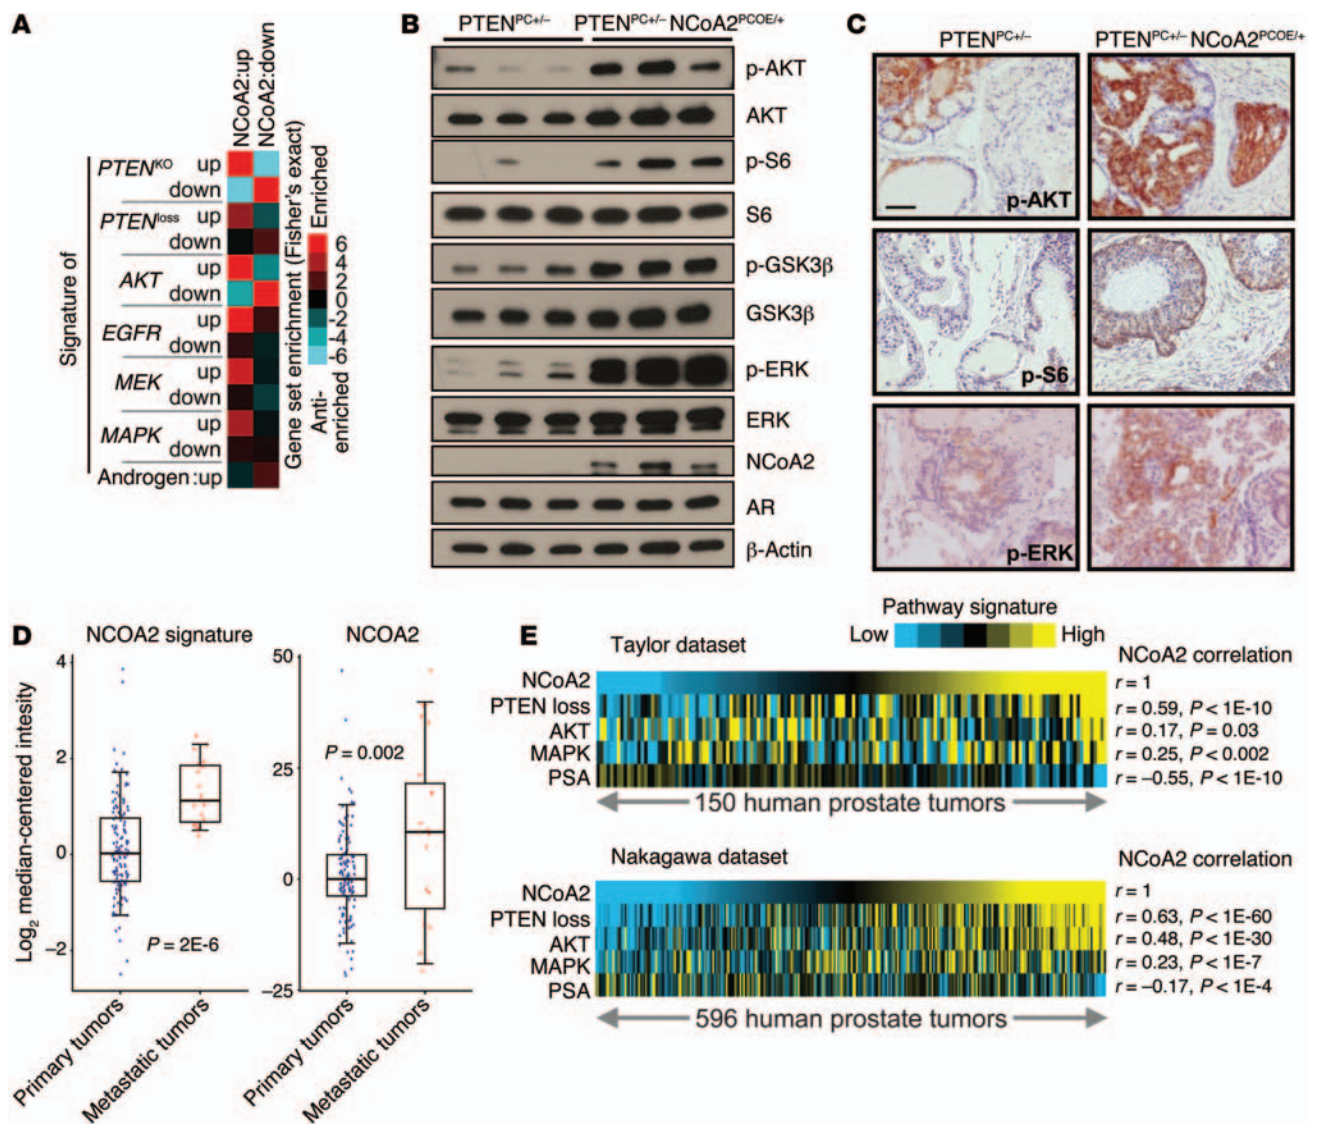 A
NCoA2:up
NCoA2:down
Signature of
PTENKO up
down
PTENloss up
down
AKT up
down
EGFR up
down
MEK up
down
MAPK up
down
Androgen:up
Gene set enrichment (Fisher's exact)
Enriched
Anti-
enriched
6
4
2
0
-2
-4
-6
B
PTENPC+/– PTENPC+/– NCoA2PCOE/+
p-AKT
AKT
p-S6
S6
p-GSK3β
GSK3β
p-ERK
ERK
NCoA2
AR
β-Actin
C
PTENPC+/– PTENPC+/– NCoA2PCOE/+
p-AKT
p-S6
p-ERK
D
NCOA2 signature
Log2 median-centered intesity
4
2
0
–2
P = 2E-6
Primary tumors
Metastatic tumors
NCOA2
50
25
0
–25
P = 0.002
Primary tumors
Metastatic tumors
E
Pathway signature
Low High
Taylor dataset
NCoA2 correlation
NCoA2 r = 1
PTEN loss r = 0.59, P < 1E-10
AKT r = 0.17, P = 0.03
MAPK r = 0.25, P < 0.002
PSA r = –0.55, P < 1E-10
150 human prostate tumors
Nakagawa dataset
NCoA2 correlation
NCoA2 r = 1
PTEN loss r = 0.63, P < 1E-60
AKT r = 0.48, P < 1E-30
MAPK r = 0.23, P < 1E-7
PSA r = –0.17, P < 1E-4
596 human prostate tumors